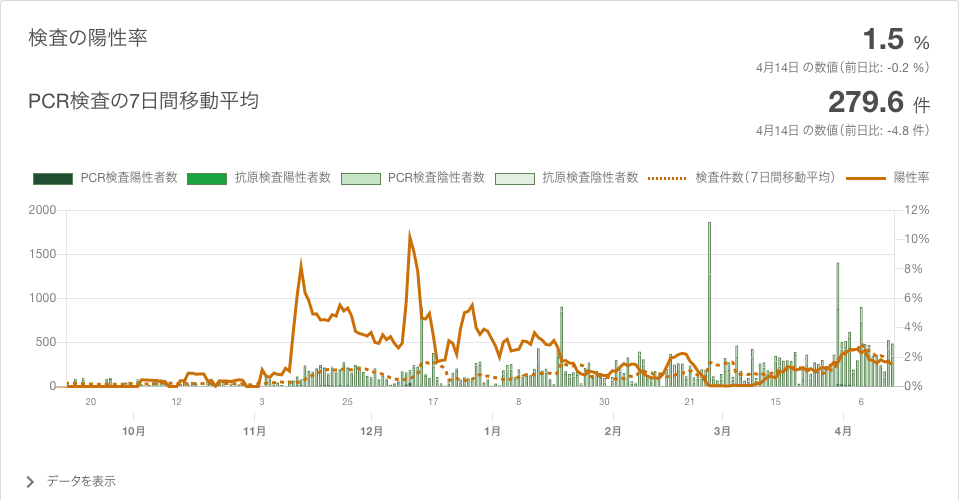 検査の陽性率
1.5 %
4月14日 の数値（前日比: -0.2 %）
PCR検査の7日間移動平均
279.6 件
4月14日 の数値（前日比: -4.8 件）
PCR検査陽性者数 抗原検査陽性者数 PCR検査陰性者数 抗原検査陰性者数 検査件数（7日間移動平均） 陽性率
2000 12%
10%
1500
8%
1000 6%
4%
500
2%
0 0%
20 12 3 25 17 8 30 21 15 6
10月 11月 12月 1月 2月 3月 4月
データを表示